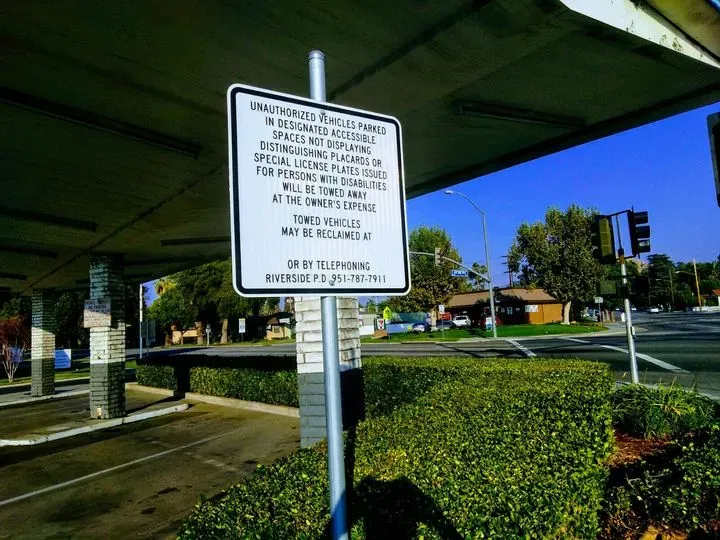 UNAUTHORIZED VEHICLES PARKED
IN DESIGNATED ACCESSIBLE
SPACES NOT DISPLAYING
DISTINGUISHING PLACARDS OR
SPECIAL LICENSE PLATES ISSUED
FOR PERSONS WITH DISABILITIES
WILL BE TOWED AWAY
AT THE OWNER'S EXPENSE
TOWED VEHICLES
MAY BE RECLAIMED AT
OR BY TELEPHONING
RIVERSIDE P.D. 951-787-7911